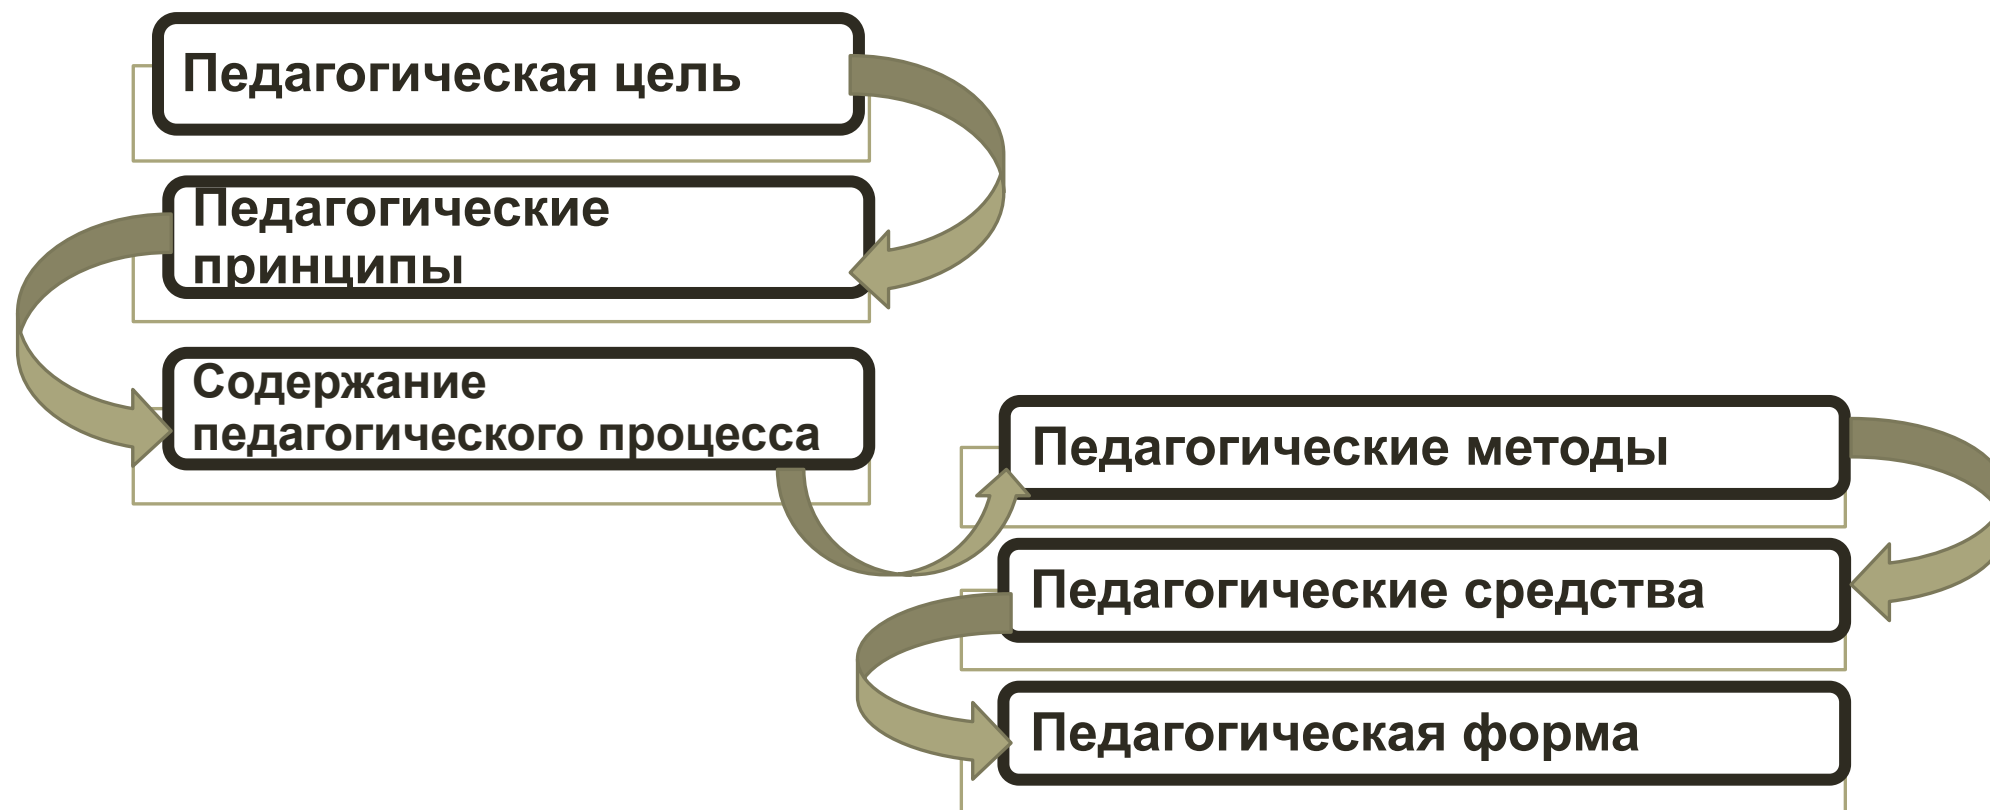 Педагогическая цель
Педагогические
принципы
Содержание
педагогического процесса
Педагогические методы
Педагогические средства
Педагогическая форма